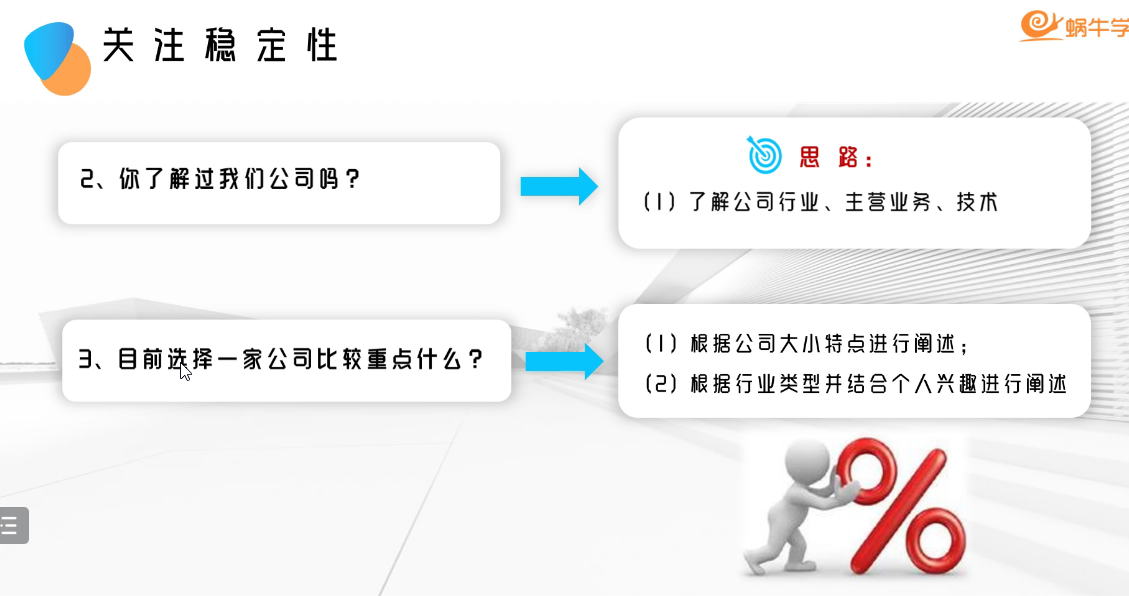 关注稳定性
蜗牛学
2、你了解过我们公司吗？
思路：
（1）了解公司行业、主营业务、技术
3、目前选择一家公司比较重点什么？
（1）根据公司大小特点进行阐述；
（2）根据行业类型并结合个人兴趣进行阐述